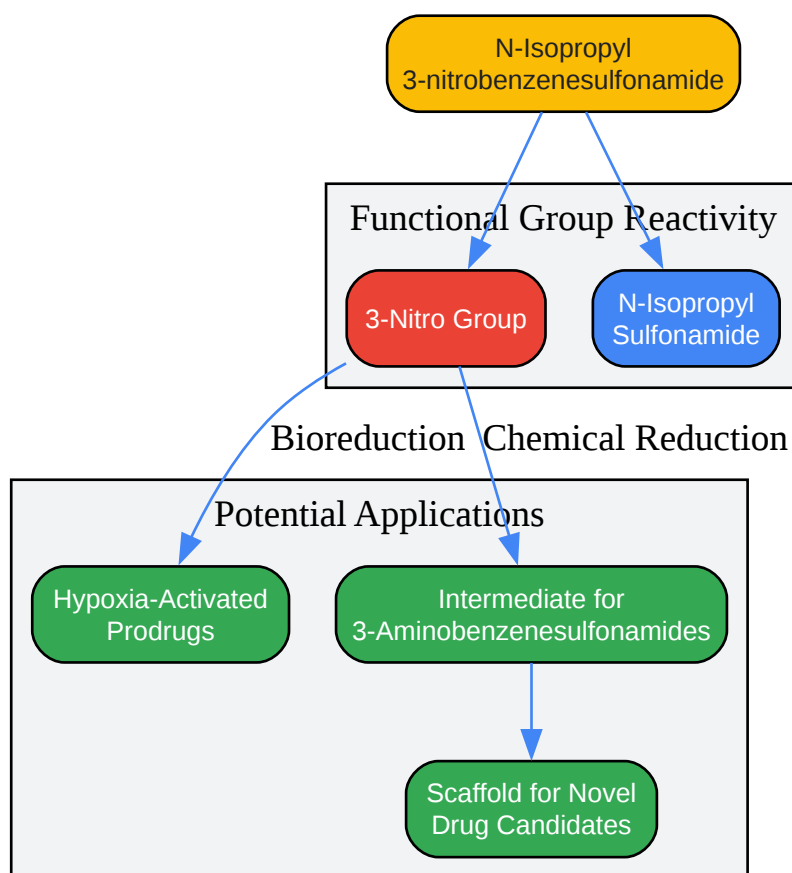 N-Isopropyl
3-nitrobenzenesulfonamide
Functional Group Reactivity
3-Nitro Group
N-Isopropyl
Sulfonamide
Bioreduction
Chemical Reduction
Potential Applications
Hypoxia-Activated
Prodrugs
Intermediate for
3-Aminobenzenesulfonamides
Scaffold for Novel
Drug Candidates